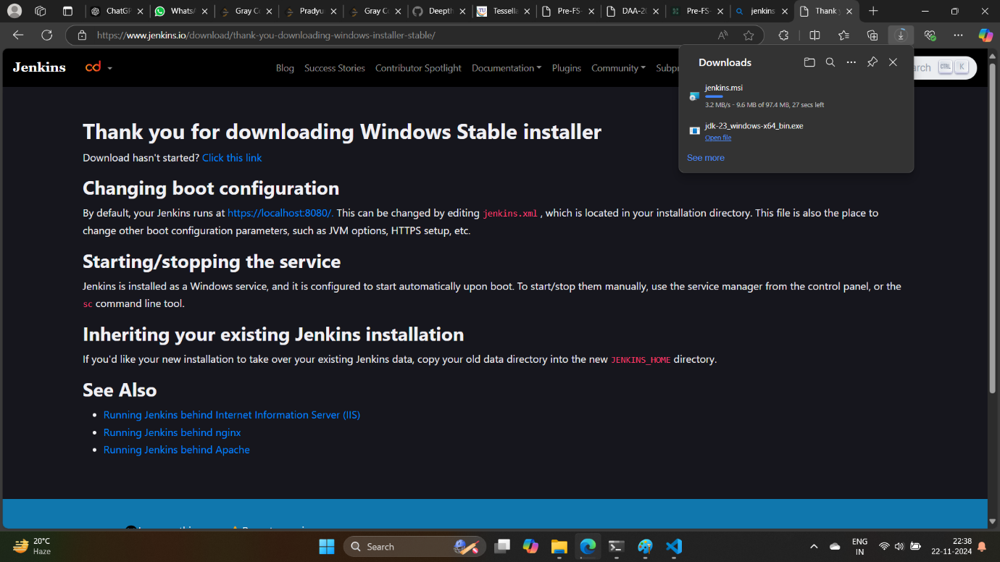 ChatGP
WhatsA
Gray Co
Pradyu
Gray Co
Deepth
Tessella
Pre-FS-
DAA-20
Pre-FS-
jenkins
Thank y
https://www.jenkins.io/download/thank-you-downloading-windows-installer-stable/
Jenkins
cd
Blog
Success Stories
Contributor Spotlight
Documentation
Plugins
Community
Subpr
arch
CTRL
K
Downloads
jenkins.msi
3.2 MB/s - 9.6 MB of 97.4 MB, 27 secs left
jdk-23_windows-x64_bin.exe
Open file
See more
Thank you for downloading Windows Stable installer
Download hasn't started? Click this link
Changing boot configuration
By default, your Jenkins runs at https://localhost:8080/. This can be changed by editing jenkins.xml , which is located in your installation directory. This file is also the place to
change other boot configuration parameters, such as JVM options, HTTPS setup, etc.
Starting/stopping the service
Jenkins is installed as a Windows service, and it is configured to start automatically upon boot. To start/stop them manually, use the service manager from the control panel, or the
sc command line tool.
Inheriting your existing Jenkins installation
If you'd like your new installation to take over your existing Jenkins data, copy your old data directory into the new JENKINS_HOME directory.
See Also
Running Jenkins behind Internet Information Server (IIS)
Running Jenkins behind nginx
Running Jenkins behind Apache
20°C
Haze
Search
ENG
IN
22:38
22-11-2024